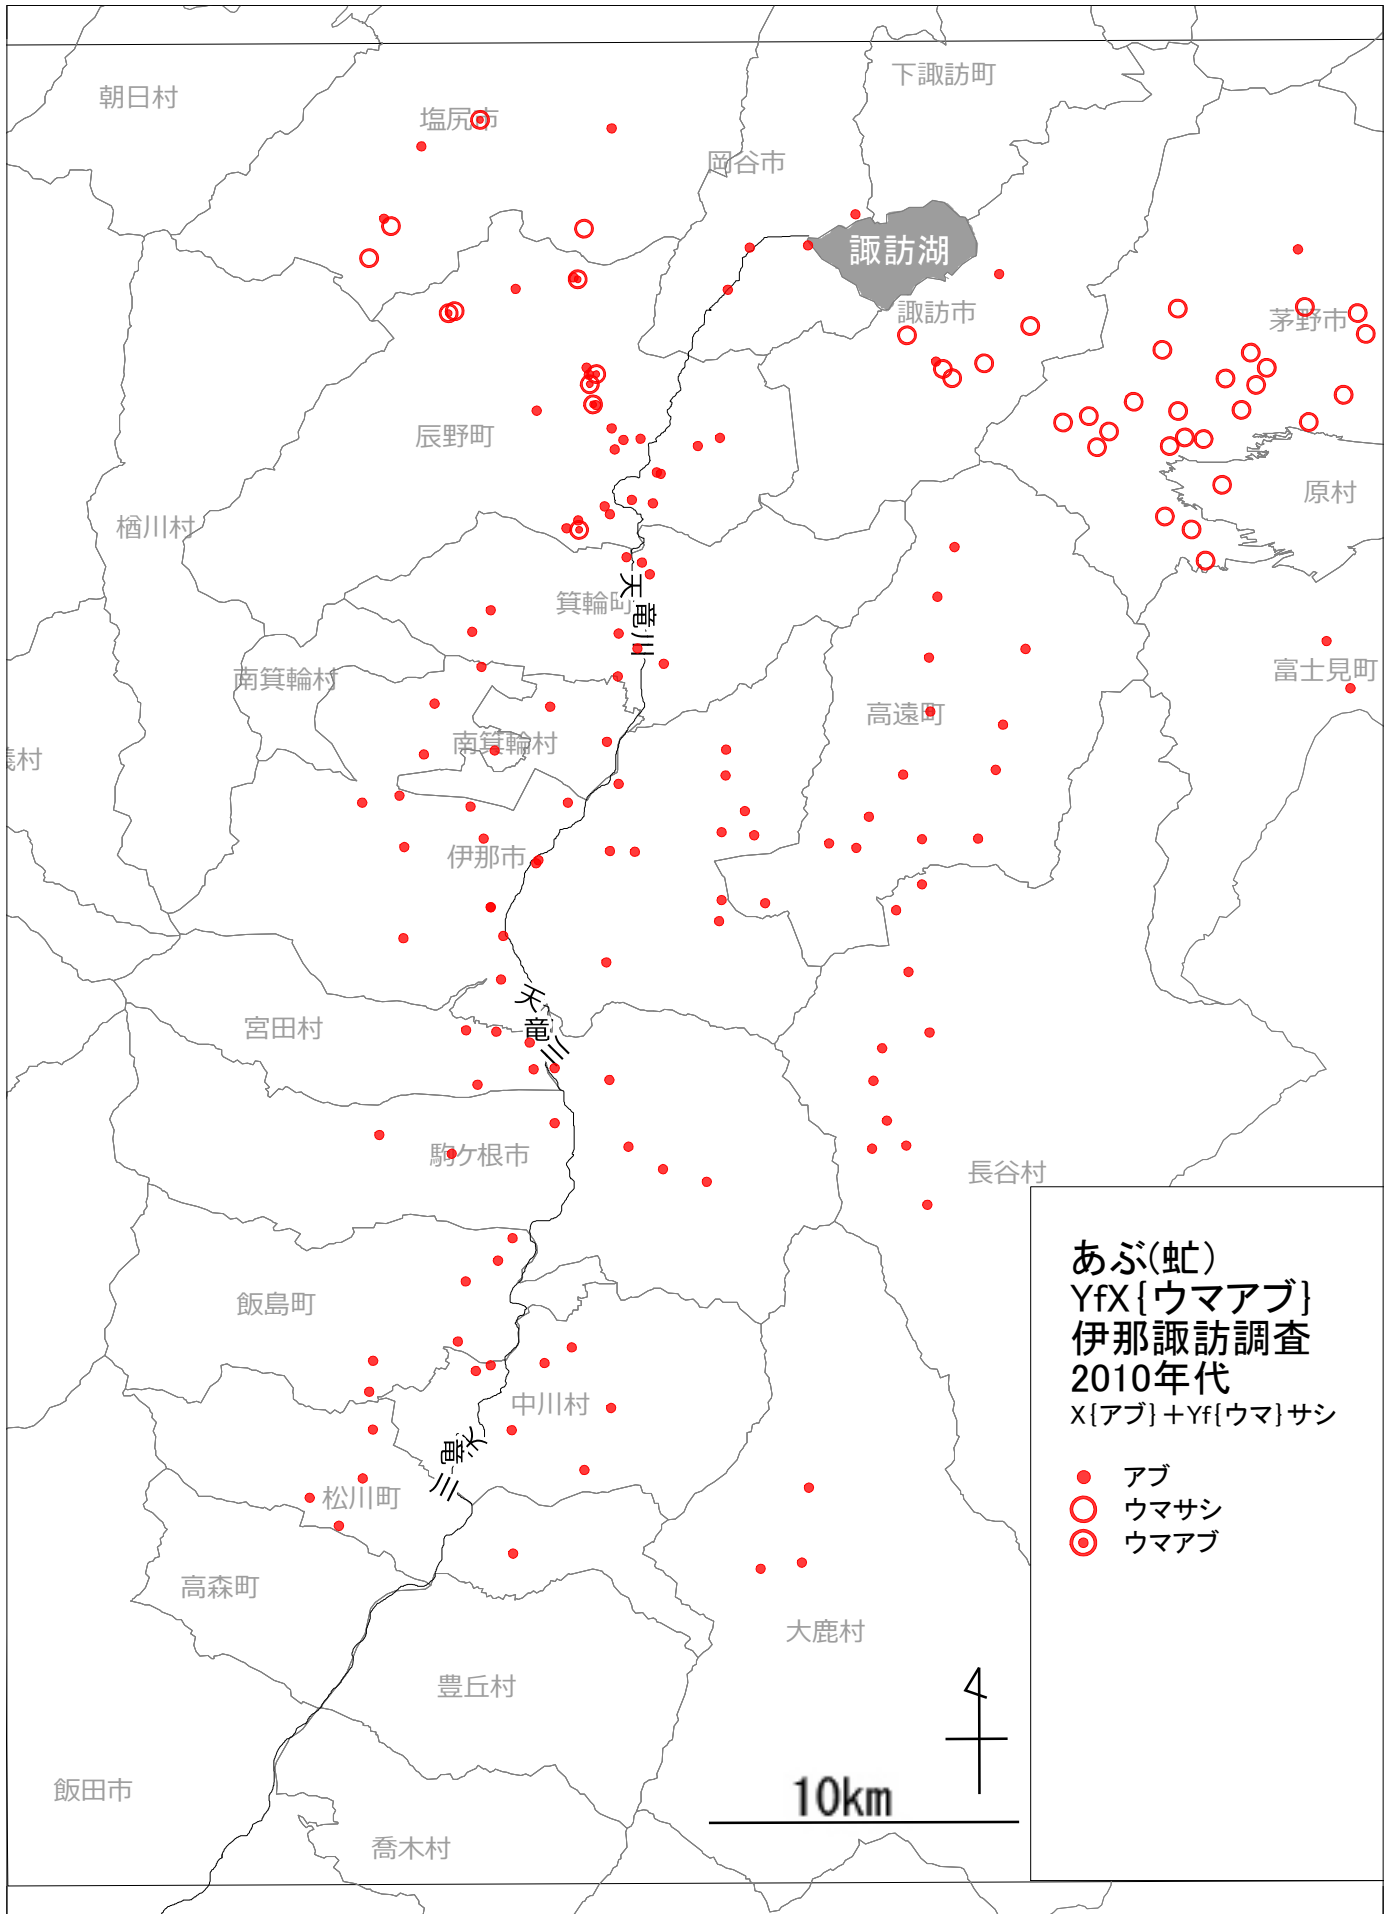 朝日村
塩尻市
下諏訪町
岡谷市
諏訪湖
諏訪市
茅野市
辰野町
原村
楢川村
箕輪町
天竜川
南箕輪村
富士見町
高遠町
南箕輪村
義村
伊那市
天竜川
宮田村
駒ケ根市
長谷村
飯島町
中川村
天竜川
松川町
高森町
大鹿村
豊丘村
飯田市
喬木村
10km
あぶ(虻)
YfX{ウマアブ}
伊那諏訪調査
2010年代
X{アブ}＋Yf{ウマ}サシ
アブ
ウマサシ
ウマアブ